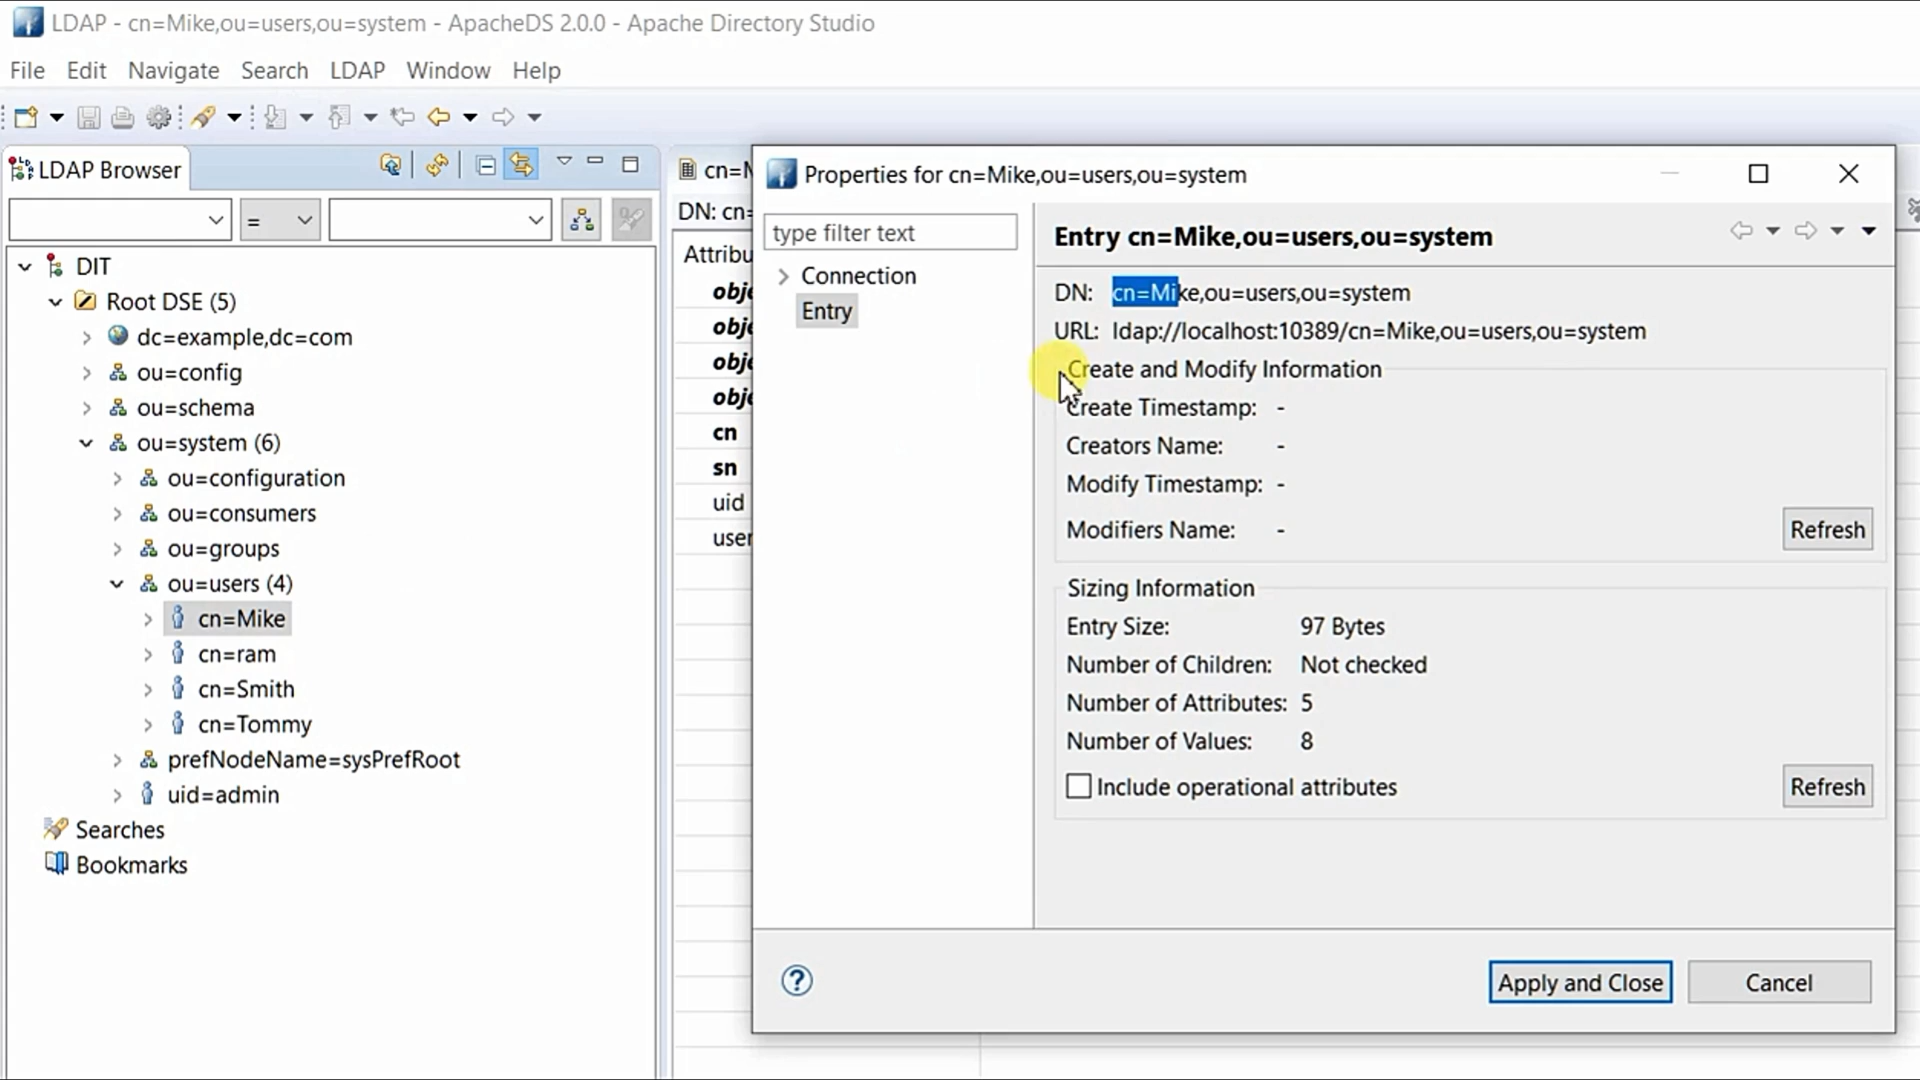 LDAP - cn=Mike,ou=users,ou=system - ApacheDS 2.0.0 - Apache Directory Studio
File Edit Navigate Search LDAP Window Help
LDAP Browser
=
DIT
Root DSE (5)
dc=example,dc=com
ou=config
ou=schema
ou=system (6)
ou=configuration
ou=consumers
ou=groups
ou=users (4)
cn=Mike
cn=ram
cn=Smith
cn=Tommy
prefNodeName=sysPrefRoot
uid=admin
Searches
Bookmarks
DN: cn=
cn
sn
uid
Properties for cn=Mike,ou=users,ou=system
type filter text
Connection
Entry
Entry cn=Mike,ou=users,ou=system
DN: cn=Mike,ou=users,ou=system
URL: ldap://localhost:10389/cn=Mike,ou=users,ou=system
Create and Modify Information
Create Timestamp: -
Creators Name: -
Modify Timestamp: -
Modifiers Name: -
Refresh
Sizing Information
Entry Size: 97 Bytes
Number of Children: Not checked
Number of Attributes: 5
Number of Values: 8
Include operational attributes
Refresh
?
Apply and Close Cancel